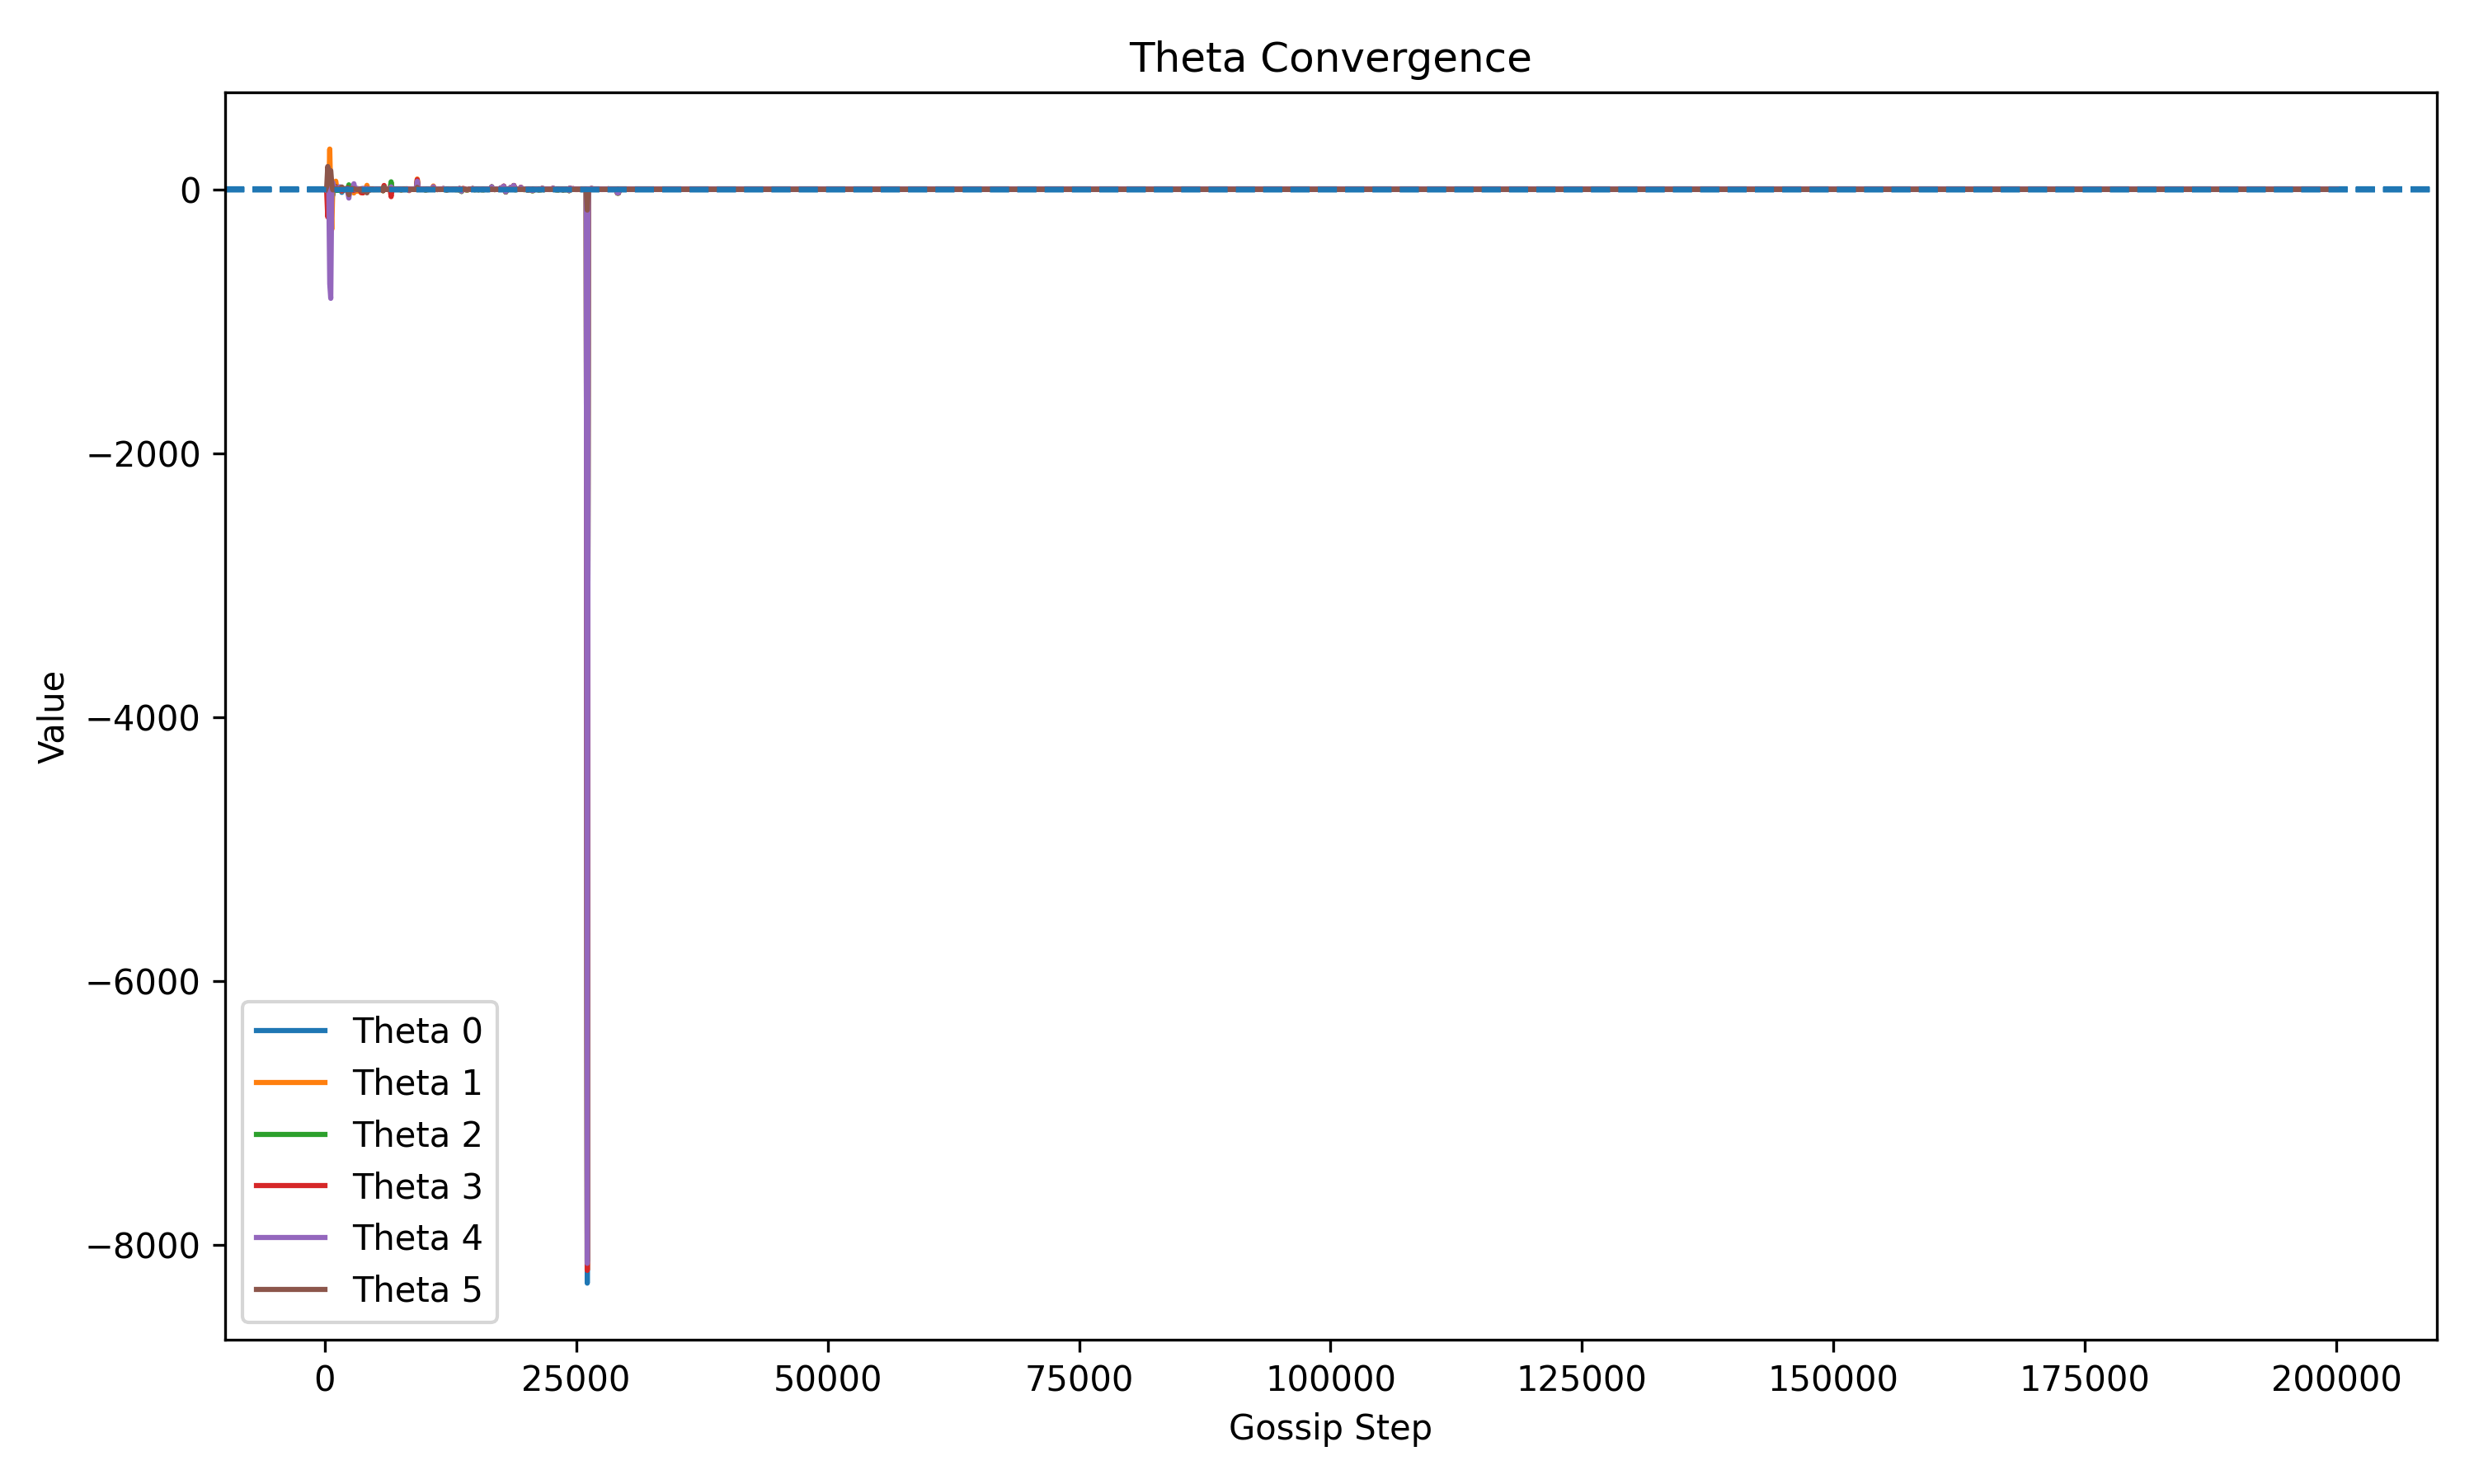 Theta Convergence
Value
0
−2000
−4000
−6000
−8000
Theta 0
Theta 1
Theta 2
Theta 3
Theta 4
Theta 5
0 25000 50000 75000 100000 125000 150000 175000 200000
Gossip Step